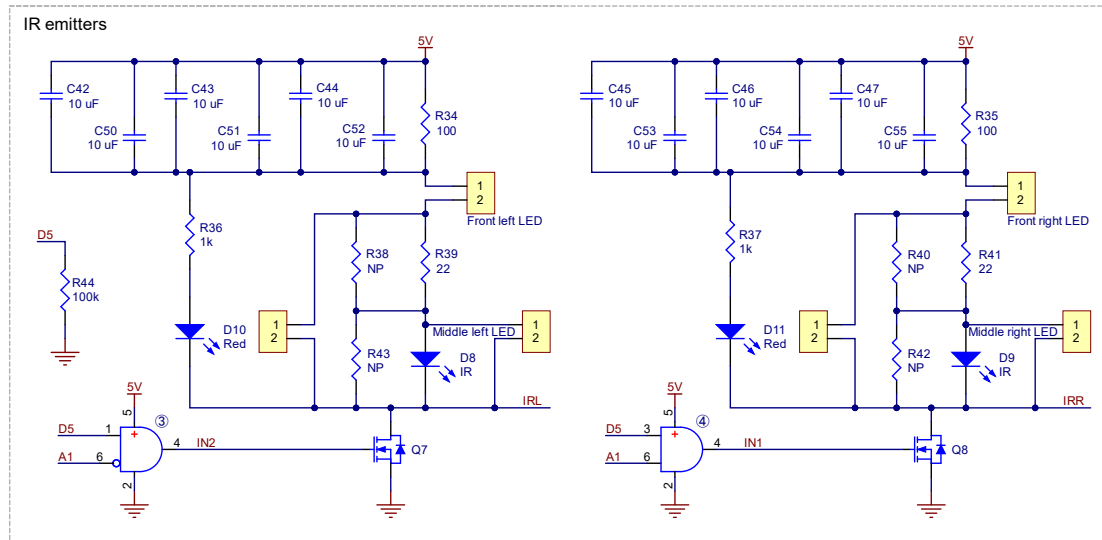 IR emitters
5V
C42
10 uF
C43
10 uF
C44
10 uF
C50
10 uF
C51
10 uF
C52
10 uF
R34
100
1
2
Front left LED
R36
1k
R38
NP
R39
22
D5
R44
100k
D10
Red
1
2
Middle left LED
1
2
R43
NP
D8
IR
IRL
5V
③
5
D5
1
+
4
IN2
A1
6
2
Q7
5V
C45
10 uF
C46
10 uF
C47
10 uF
C53
10 uF
C54
10 uF
C55
10 uF
R35
100
1
2
Front right LED
R37
1k
R40
NP
R41
22
D11
Red
1
2
Middle right LED
1
2
R42
NP
D9
IR
IRR
5V
④
5
D5
3
+
4
IN1
A1
6
2
Q8